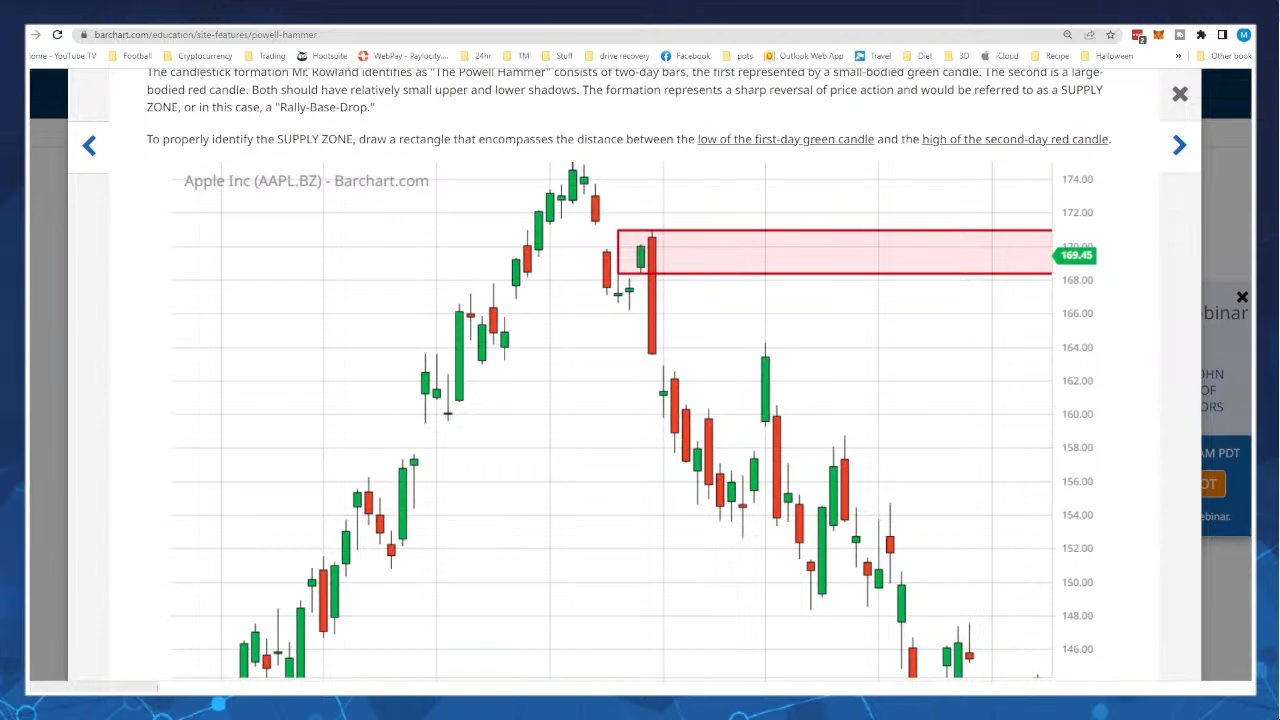 barchart.com/education/site-features/powell-hammer
2
M
lome - YouTube TV Football Cryptocurrency Trading Hootsuite WebPay - Paylocity.... 24hr TM Stuff drive recovery Facebook pots Outlook Web App Travel Diet 3D iCloud Recipe Halloween » Other book
The candlestick formation Mr. Rowland identifies as "The Powell Hammer" consists of two-day bars, the first represented by a small-bodied green candle. The second is a large-
bodied red candle. Both should have relatively small upper and lower shadows. The formation represents a sharp reversal of price action and would be referred to as a SUPPLY
ZONE, or in this case, a "Rally-Base-Drop."
To properly identify the SUPPLY ZONE, draw a rectangle that encompasses the distance between the low of the first-day green candle and the high of the second-day red candle.
Apple Inc (AAPL.BZ) - Barchart.com
174.00
172.00
170.00
169.45
168.00
166.00
164.00
162.00
160.00
158.00
156.00
154.00
152.00
150.00
148.00
146.00
binar
OHN
OF
ORS
AM PDT
OT
ebinar.